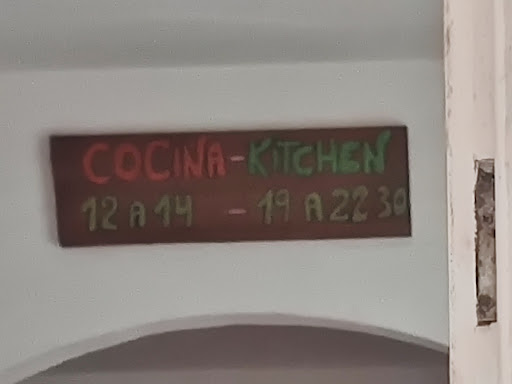 COCINA-KITCHEN
12 A 14 - 19 A 22 30